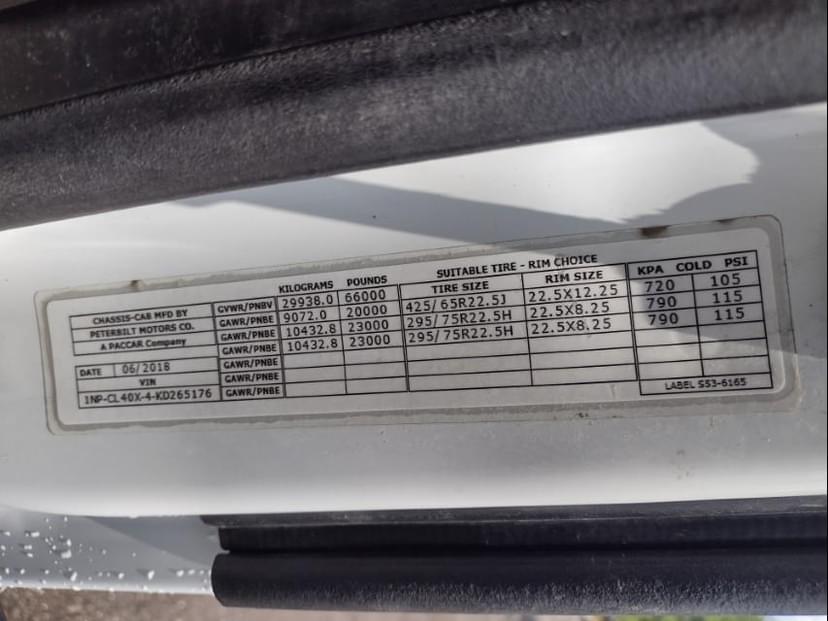 KILOGRAMS POUNDS SUITABLE TIRE - RIM CHOICE
TIRE SIZE RIM SIZE KPA COLD PSI
CHASSIS-CAB MFD BY GVWR/PNBV 29938.0 66000
PETERBILT MOTORS CO. GAWR/PNBE 9072.0 20000 425/65R22.5J 22.5X12.25 720 105
A PACCAR Company GAWR/PNBE 10432.8 23000 295/75R22.5H 22.5X8.25 790 115
GAWR/PNBE 10432.8 23000 295/75R22.5H 22.5X8.25 790 115
DATE 06/2018 GAWR/PNBE
VIN GAWR/PNBE
1NP-CL40X-4-KD265176 GAWR/PNBE
LABEL S53-6165